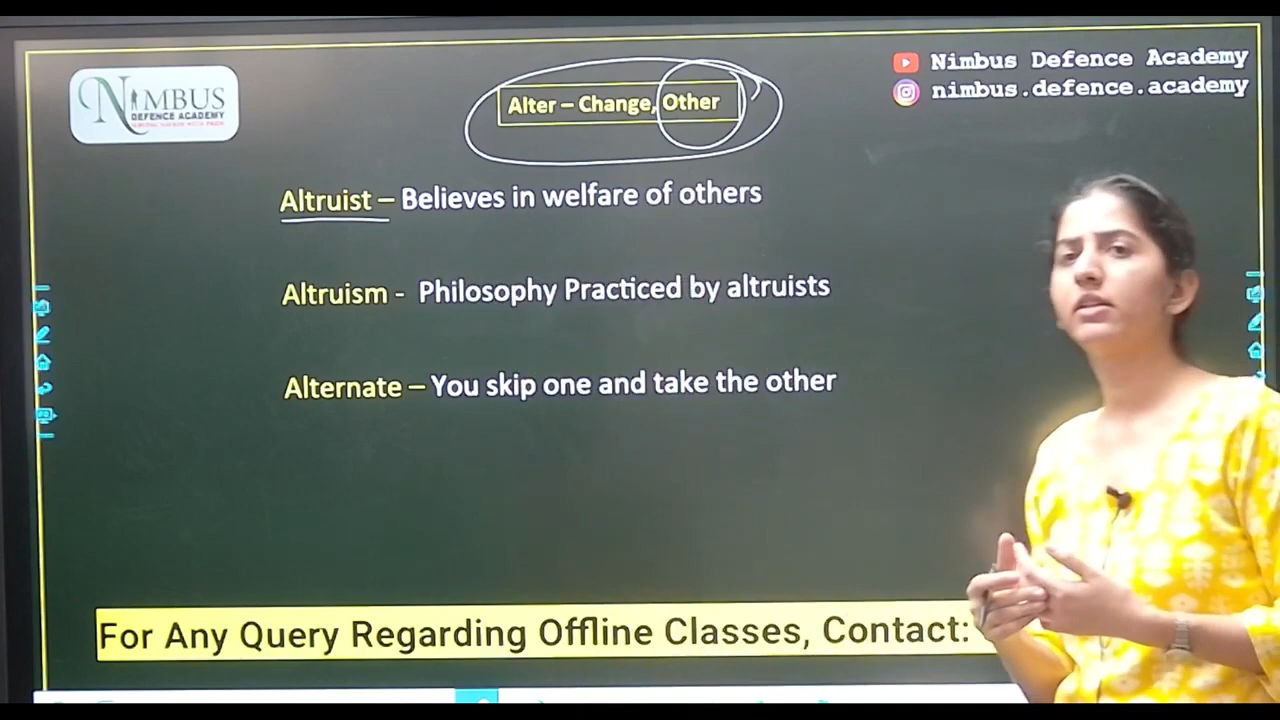 NIMBUS
DEFENCE ACADEMY
Alter – Change, Other
Nimbus Defence Academy
nimbus.defence.academy
Altruist – Believes in welfare of others
Altruism - Philosophy Practiced by altruists
Alternate – You skip one and take the other
For Any Query Regarding Offline Classes, Contact: